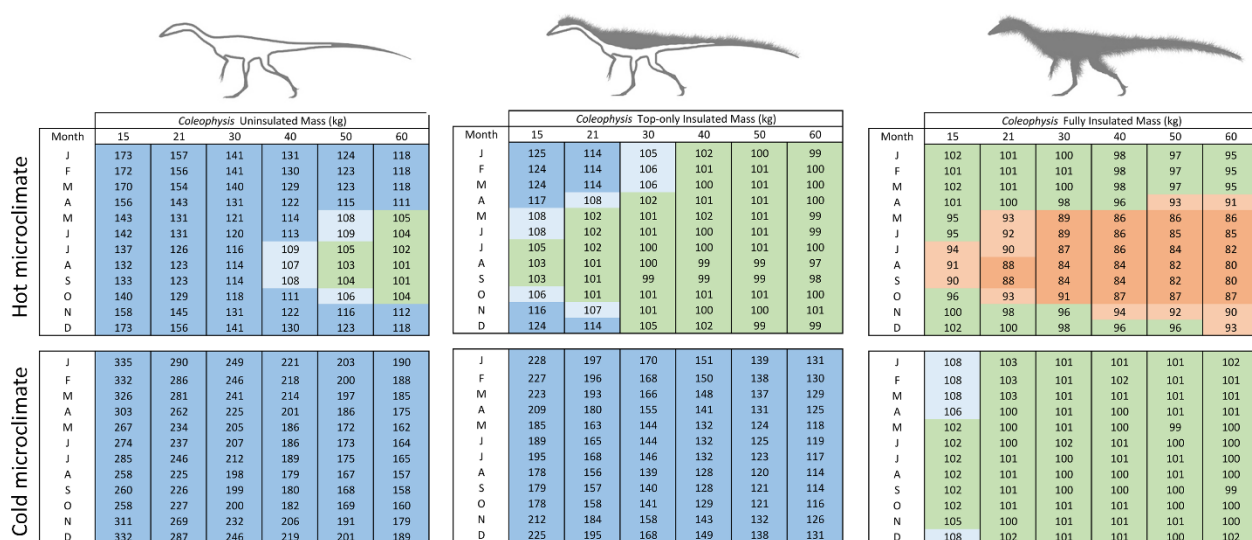 Hot microclimate
Coleophysis Uninsulated Mass (kg)
Month 15 21 30 40 50 60
J 173 157 141 131 124 118
F 172 156 141 130 123 118
M 170 154 140 129 123 118
A 156 143 131 122 115 111
M 143 131 121 114 108 105
J 142 131 120 113 109 104
J 137 126 116 109 105 102
A 132 123 114 107 103 101
S 133 123 114 108 104 101
O 140 129 118 111 106 104
N 158 145 131 122 116 112
D 173 156 141 130 123 118
Coleophysis Top-only Insulated Mass (kg)
Month 15 21 30 40 50 60
J 125 114 105 102 100 99
F 124 114 106 101 101 100
M 124 114 106 100 101 100
A 117 108 102 101 101 100
M 108 102 101 102 101 99
J 108 102 101 100 101 99
J 105 102 100 100 101 100
A 103 101 100 99 99 97
S 103 101 99 99 99 98
O 106 101 101 101 101 100
N 116 107 101 100 100 101
D 124 114 105 102 99 99
Coleophysis Fully Insulated Mass (kg)
Month 15 21 30 40 50 60
J 102 101 100 98 97 95
F 101 101 101 98 97 95
M 102 101 100 98 97 95
A 101 100 98 96 93 91
M 95 93 89 86 86 86
J 95 92 89 86 85 85
J 94 90 87 86 84 82
A 91 88 84 84 82 80
S 90 88 84 84 82 80
O 96 93 91 87 87 87
N 100 98 96 94 92 90
D 102 100 98 96 96 93
Cold microclimate
J 335 290 249 221 203 190
F 332 286 246 218 200 188
M 326 281 241 214 197 185
A 303 262 225 201 186 175
M 267 234 205 186 172 162
J 274 237 207 186 173 164
J 285 246 212 189 175 165
A 258 225 198 179 167 157
S 260 226 199 180 168 158
O 258 227 200 182 169 160
N 311 269 232 206 191 179
D 332 287 246 219 201 189
J 228 197 170 151 139 131
F 227 196 168 150 138 130
M 223 193 166 148 137 129
A 209 180 155 141 131 125
M 185 163 144 132 124 118
J 189 165 144 132 125 119
J 195 168 146 132 123 117
A 178 156 139 128 120 114
S 179 157 140 128 121 114
O 178 158 141 129 121 116
N 212 184 158 143 132 126
D 225 195 168 149 138 131
J 108 103 101 101 101 102
F 108 103 101 102 101 101
M 108 103 101 101 101 101
A 106 100 101 100 101 101
M 102 100 101 100 99 100
J 102 100 102 101 100 100
J 102 100 101 101 101 100
A 102 100 101 100 101 100
S 102 101 101 100 100 99
O 102 101 101 100 101 100
N 105 100 101 101 101 100
D 108 102 101 101 100 102